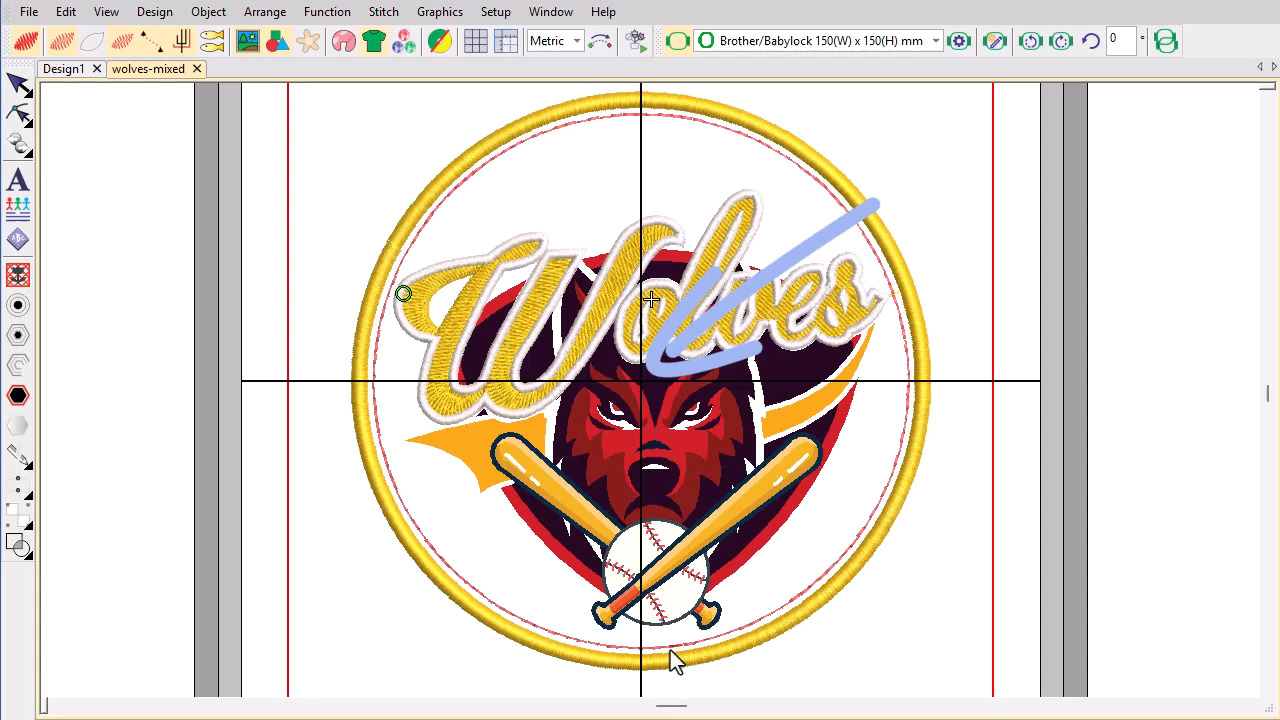 File Edit View Design Object Arrange Function Stitch Graphics Setup Window Help
Metric Brother/Babylock 150(W) x 150(H) mm 0 °
Design1 wolves-mixed
A
ABC
Wolves